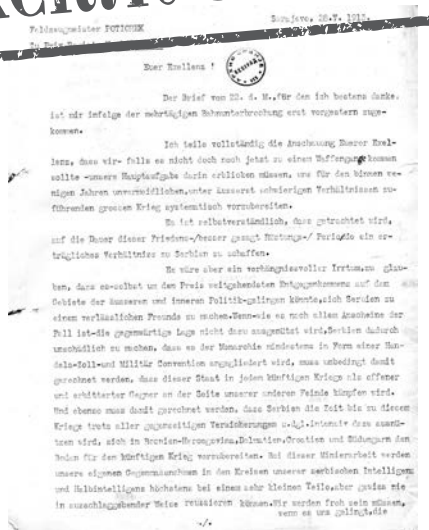 Feldzeugmeister POTIOREK
Sarajevo, 28.V. 1913.
Euer Exellenz !
Der Brief vom 22. d. M., für den ich bestens danke,
ist mir infolge der mehrtägigen Bahnunterbrechung erst vorgestern zuge-
kommen.
Ich teile vollständig die Anschauung Euerer Exel-
lenz, dass wir- falls es nicht doch noch jetzt zu einem Waffengange kommen
sollte -unsere Hauptaufgabe darin erblicken müssen, uns für den binnen we-
nigen Jahren unvermeidlichen,unter äusserst schwierigen Verhältnissen zu-
führenden grossen Krieg systematisch vorzubereiten.
Es ist selbstverständlich, dass getrachtet wird,
auf die Dauer dieser Friedens-/besser gesagt Rüstungs-/ Periode ein er-
trägliches Verhältniss zu Serbien zu schaffen.
Es wäre aber ein verhängnissvoller Irrtum,zu glau-
ben, dass es-selbst um den Preis weitgehendsten Entgegenkommens auf dem
Gebiete der äusseren und inneren Politik-gelingen könnte,sich Serbien zu
einem verlässlichen Freunde zu machen.Wenn-wie es noch allem Anscheine der
Fall ist-die gegenwärtige Lage nicht dazu ausgenützt wird,Serbien dadurch
unschädlich zu machen, dass es der Monarchie mindestens in Form einer Han-
dels-Zoll-und Militär Convention angegliedert wird, muss unbedingt damit
gerechnet werden, dass dieser Staat in jedem künftigen Kriege als offener
und erbitterter Gegner an der Seite unserer anderen Feinde kämpfen wird.
Und ebenso muss damit gerechnet werden, dass Serbien die Zeit bis zu diesem
Kriege trotz aller gegenseitigen Versicherungen u.dgl.intensiv dazu ausnüt-
zen wird, sich in Bosnien-Hercegovina,Dalmatien,Croatien und Südungarn den
Boden für den künftigen Krieg vorzubereiten. Bei dieser Minierarbeit werden
unsere eigenen Gegenmassnahmen in den Kreisen unserer serbischen Intelligenz
und Halbintelligenz höchstens bei einem sehr kleinen Teile,aber gewiss nie
in ausschlaggebender Weise reussieren können.Wir werden froh sein müssen,
wenn es uns gelingt,die
-/-